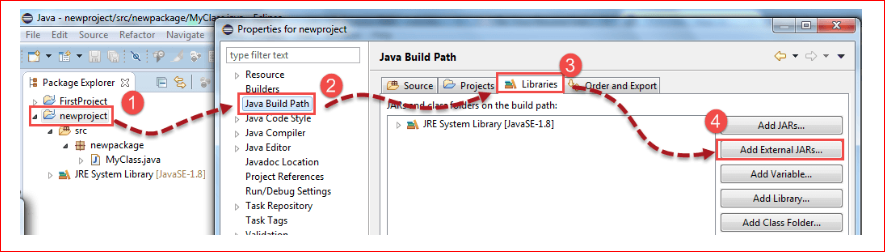 Java - newproject/src/newpackage/MyClass.java - Eclipse
File Edit Source Refactor Navigate
Package Explorer
FirstProject
newproject
src
newpackage
MyClass.java
JRE System Library [JavaSE-1.8]
1
Properties for newproject
type filter text
Resource
Builders
Java Build Path
Java Code Style
Java Compiler
Java Editor
Javadoc Location
Project References
Run/Debug Settings
Task Repository
Task Tags
Validation
2
Java Build Path
3
Source Projects Libraries Order and Export
JARs and class folders on the build path:
JRE System Library [JavaSE-1.8]
4
Add JARs...
Add External JARs...
Add Variable...
Add Library...
Add Class Folder...